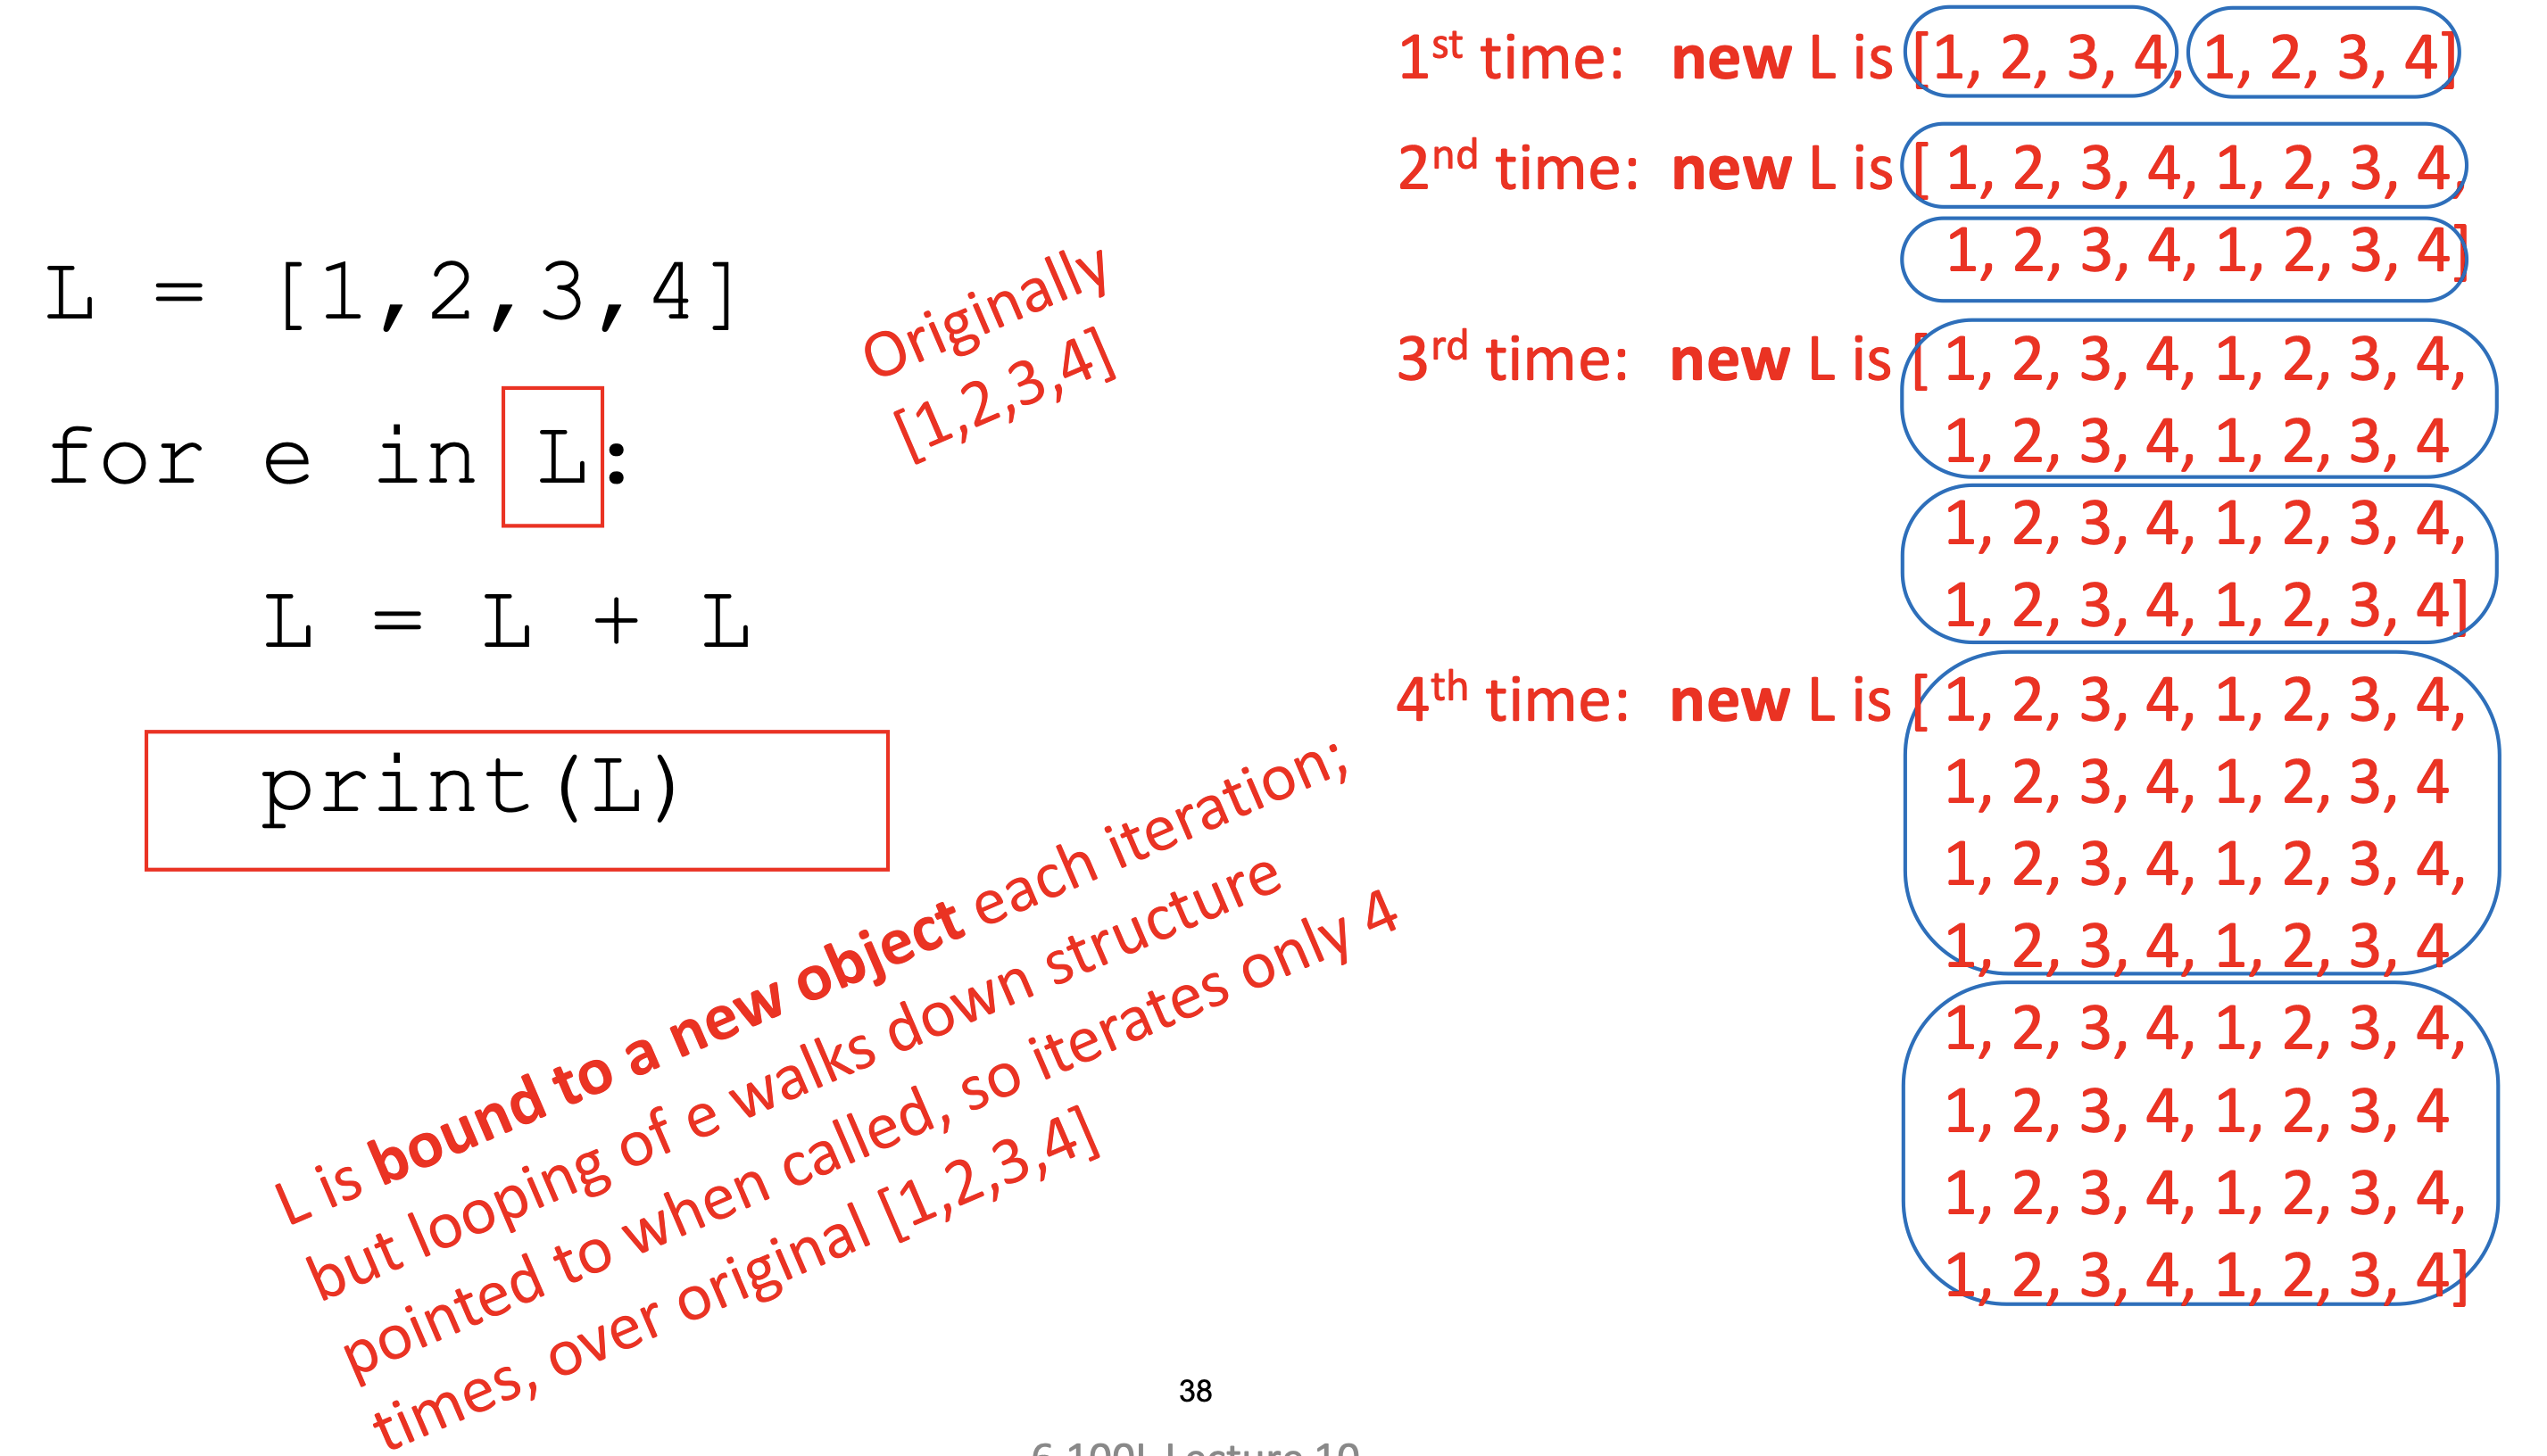 L = [1,2,3,4]
for e in L:
L = L + L
print(L)
Originally
[1,2,3,4]
L is bound to a new object each iteration;
but looping of e walks down structure
pointed to when called, so iterates only 4
times, over original [1,2,3,4]
1st time: new L is [1, 2, 3, 4, 1, 2, 3, 4]
2nd time: new L is [ 1, 2, 3, 4, 1, 2, 3, 4,
1, 2, 3, 4, 1, 2, 3, 4]
3rd time: new L is [ 1, 2, 3, 4, 1, 2, 3, 4,
1, 2, 3, 4, 1, 2, 3, 4
1, 2, 3, 4, 1, 2, 3, 4,
1, 2, 3, 4, 1, 2, 3, 4]
4th time: new L is [ 1, 2, 3, 4, 1, 2, 3, 4,
1, 2, 3, 4, 1, 2, 3, 4
1, 2, 3, 4, 1, 2, 3, 4,
1, 2, 3, 4, 1, 2, 3, 4
1, 2, 3, 4, 1, 2, 3, 4,
1, 2, 3, 4, 1, 2, 3, 4
1, 2, 3, 4, 1, 2, 3, 4,
1, 2, 3, 4, 1, 2, 3, 4]
38
6.100L Lecture 10